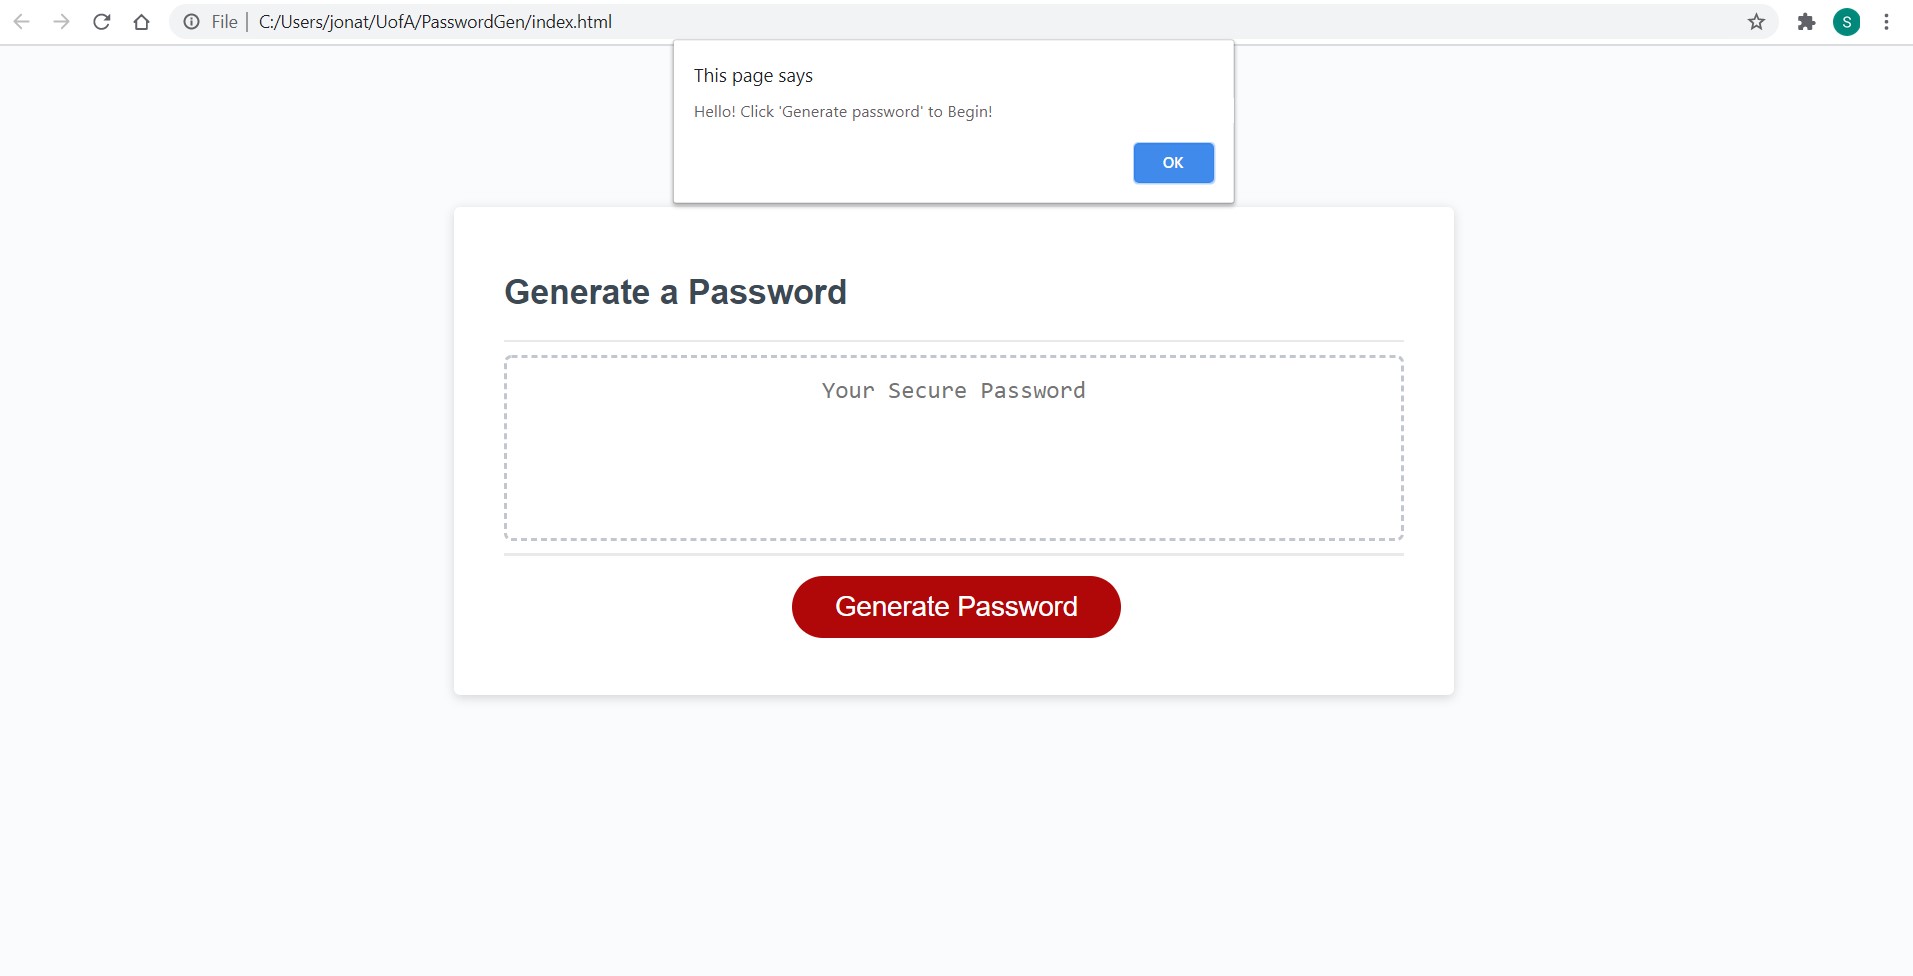 File | C:/Users/jonat/UofA/PasswordGen/index.html
S
This page says
Hello! Click 'Generate password' to Begin!
OK
Generate a Password
Your Secure Password
Generate Password